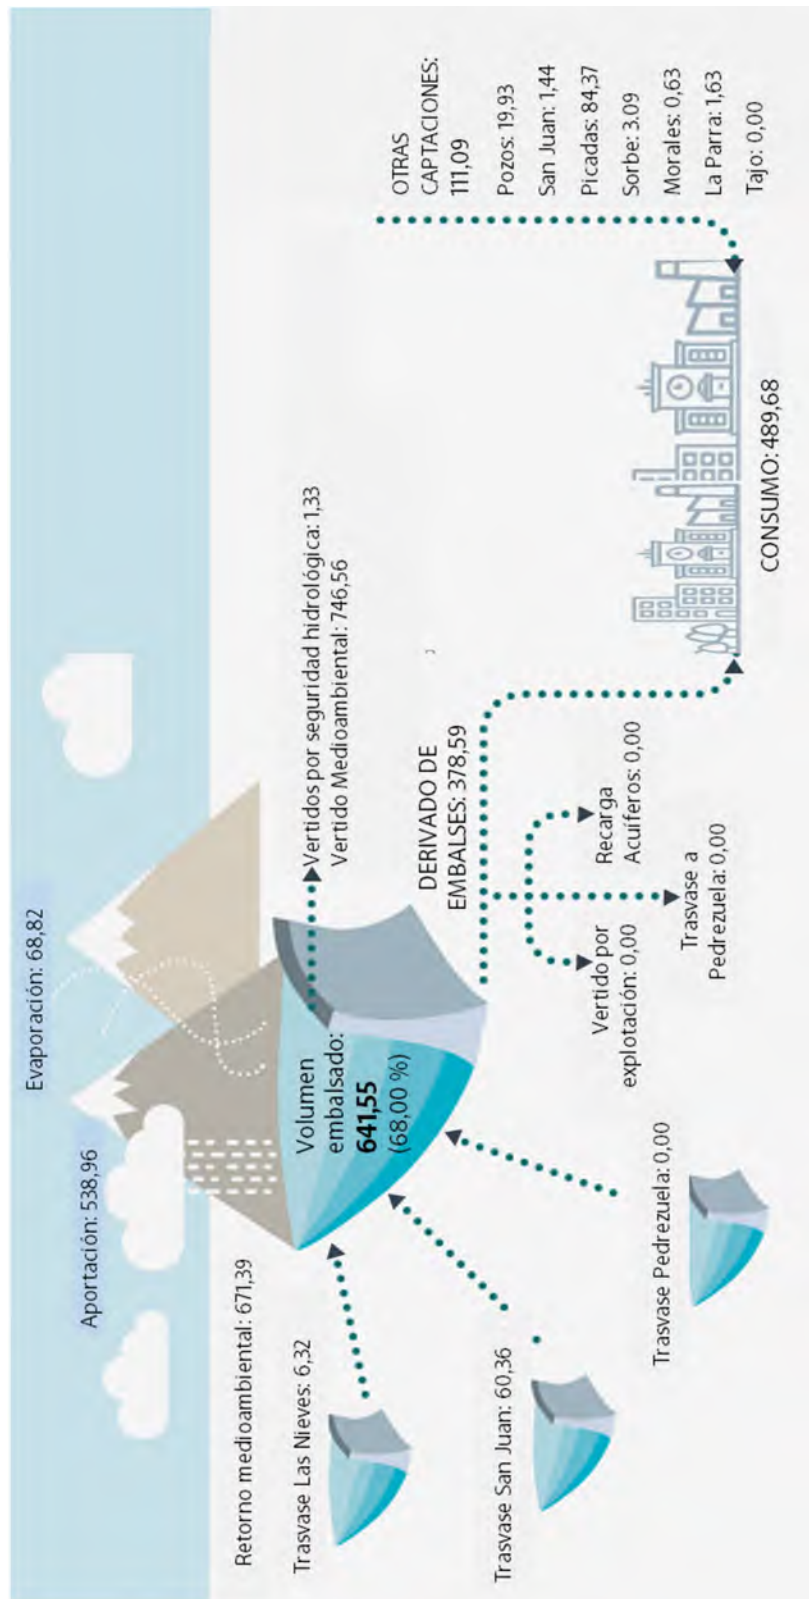 Evaporación: 68,82
Aportación: 538,96
Retorno medioambiental: 671,39
Trasvase Las Nieves: 6,32
Trasvase San Juan: 60,36
Trasvase Pedrezuela: 0,00
Volumen
embalsado:
641,55
(68,00 %)
Vertidos por seguridad hidrológica: 1,33
Vertido Medioambiental: 746,56
DERIVADO DE
EMBALSES: 378,59
Vertido por
explotación: 0,00
Trasvase a
Pedrezuela: 0,00
Recarga
Acuíferos: 0,00
OTRAS
CAPTACIONES:
111,09
Pozos: 19,93
San Juan: 1,44
Picadas: 84,37
Sorbe: 3.09
Morales: 0,63
La Parra: 1,63
Tajo: 0,00
CONSUMO: 489,68